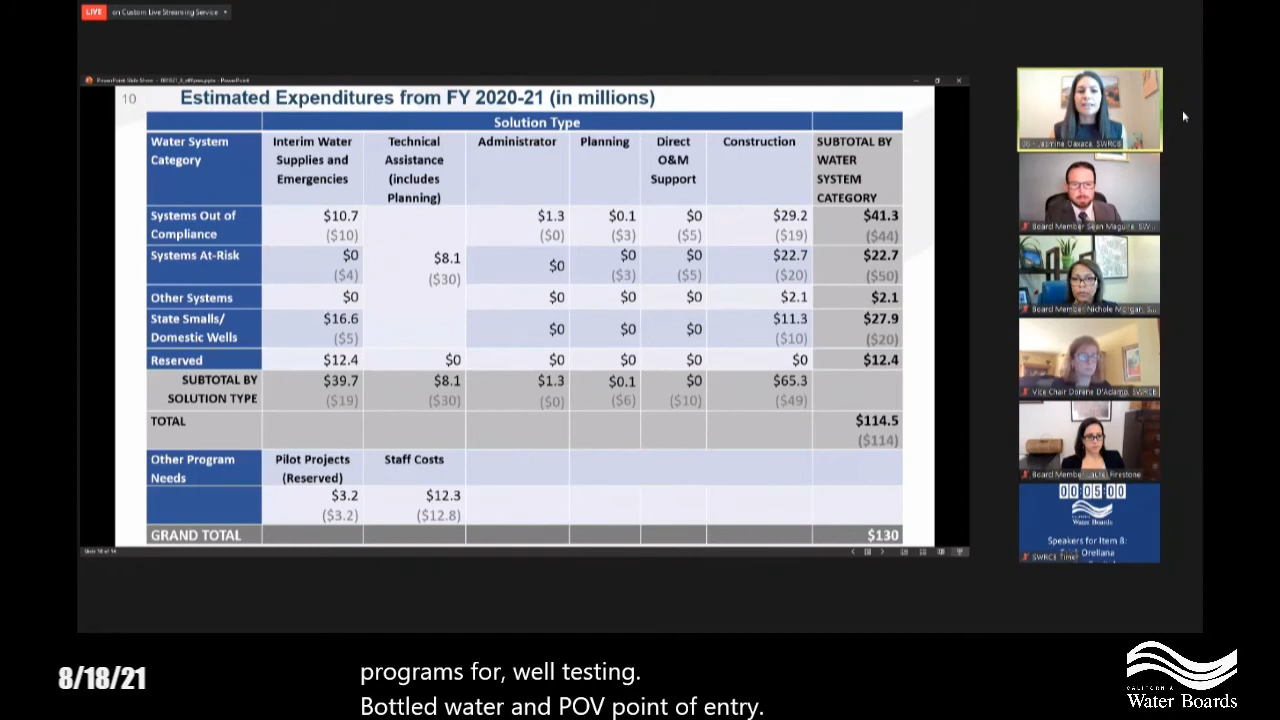 LIVE on Custom Live Streaming Service
PowerPoint Slide Show - 081821_8_sffpres.pptx - PowerPoint
10 Estimated Expenditures from FY 2020-21 (in millions)
Solution Type
Water System Category Interim Water Supplies and Emergencies Technical Assistance (includes Planning) Administrator Planning Direct O&M Support Construction SUBTOTAL BY WATER SYSTEM CATEGORY
Systems Out of Compliance $10.7 $1.3 $0.1 $0 $29.2 $41.3
($10) ($0) ($3) ($5) ($19) ($44)
Systems At-Risk $0 $8.1 $0 $0 $0 $22.7 $22.7
($4) ($30) ($3) ($5) ($20) ($50)
Other Systems $0 $0 $0 $0 $2.1 $2.1
State Smalls/ Domestic Wells $16.6 $0 $0 $0 $11.3 $27.9
($5) ($10) ($20)
Reserved $12.4 $0 $0 $0 $0 $0 $12.4
SUBTOTAL BY SOLUTION TYPE $39.7 $8.1 $1.3 $0.1 $0 $65.3
($19) ($30) ($0) ($6) ($10) ($49)
TOTAL $114.5
($114)
Other Program Needs Pilot Projects (Reserved) Staff Costs
$3.2 $12.3
($3.2) ($12.8)
GRAND TOTAL $130
Jasmine Oaxaca, SWRCB
Board Member Sean Maguire, SW...
Board Member Nichole Morgan, S...
Vice Chair Dorene D'Adamo, SWRCB
Board Member Laurel Firestone
00:05:00
CALIFORNIA
Water Boards
Speakers for Item 8:
Orellana
SWRCB Timer
8/18/21
programs for, well testing.
Bottled water and POV point of entry.
CALIFORNIA
Water Boards